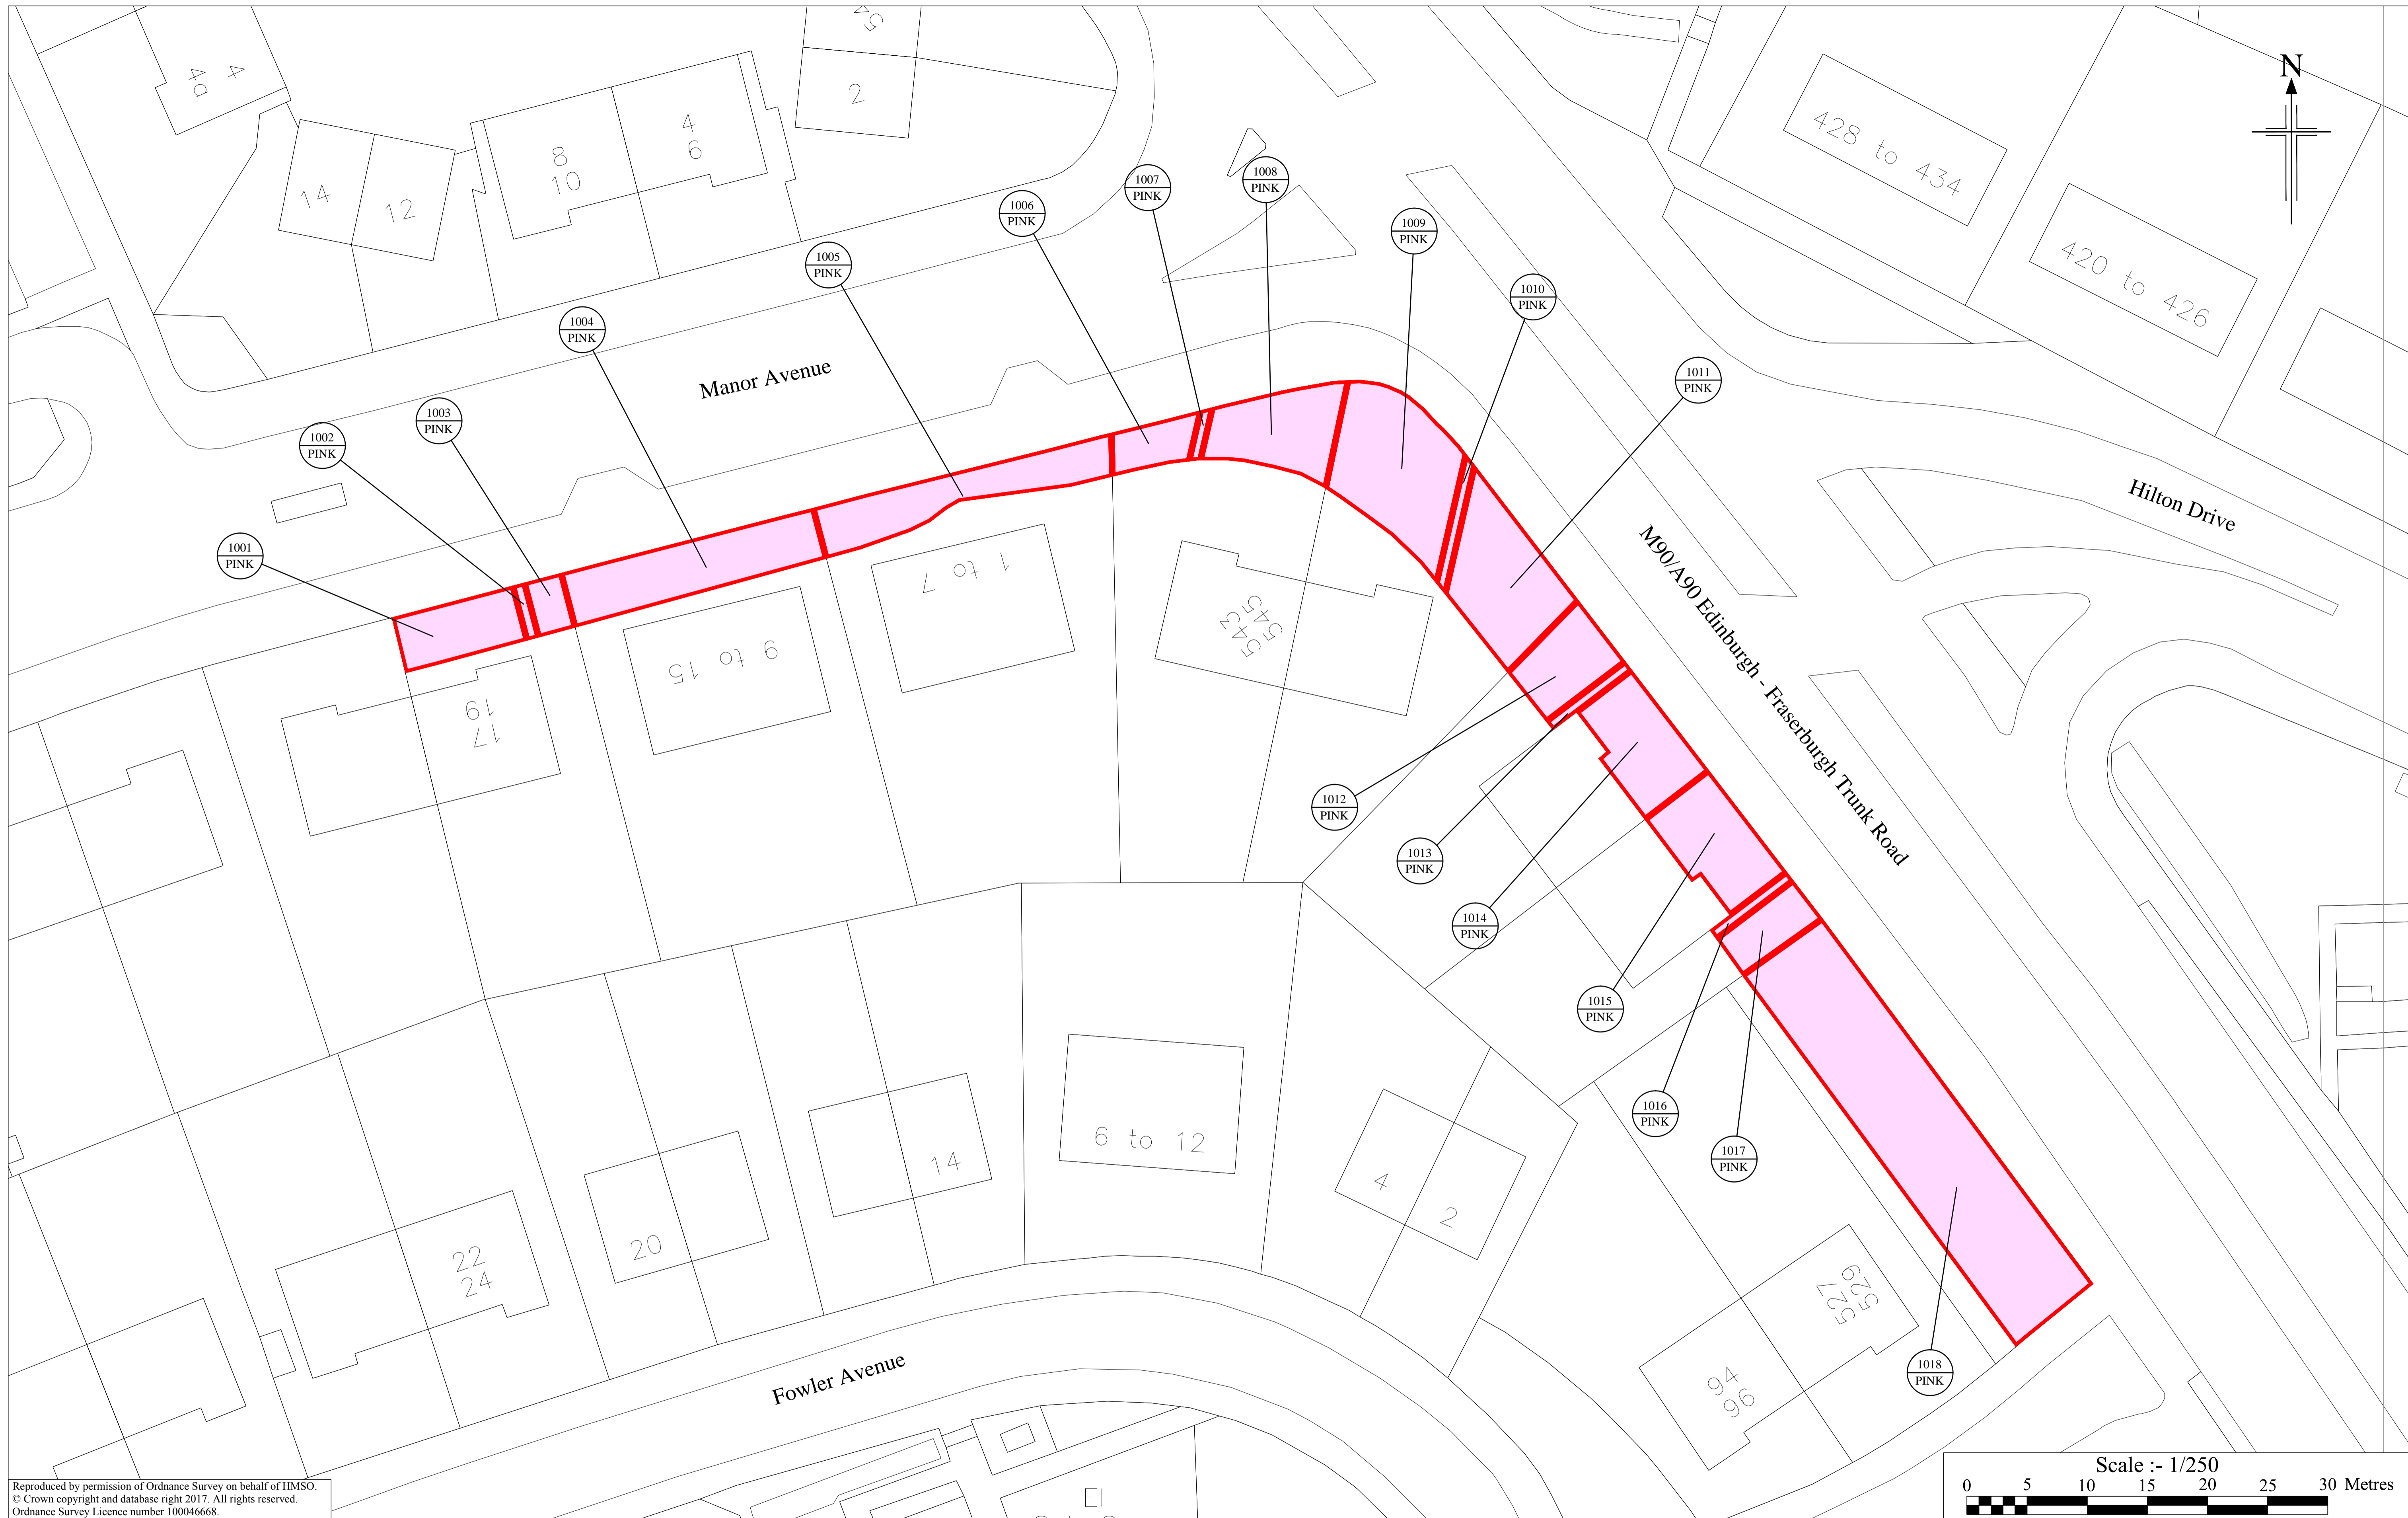 4
4a
54
2
4
6
8
10
14
12
N
428 to 434
420 to 426
1008
PINK
1007
PINK
1006
PINK
1009
PINK
1005
PINK
1010
PINK
1004
PINK
1011
PINK
Manor Avenue
1003
PINK
1002
PINK
Hilton Drive
1001
PINK
M90/A90 Edinburgh - Fraserburgh Trunk Road
1 to 7
9 to 15
543
545
17
19
1012
PINK
1013
PINK
1014
PINK
1015
PINK
1016
PINK
1017
PINK
6 to 12
14
4
2
20
22
24
527
529
94
96
1018
PINK
Fowler Avenue
El
Reproduced by permission of Ordnance Survey on behalf of HMSO.
© Crown copyright and database right 2017. All rights reserved.
Ordnance Survey Licence number 100046668.
Scale :- 1/250
0 5 10 15 20 25 30 Metres